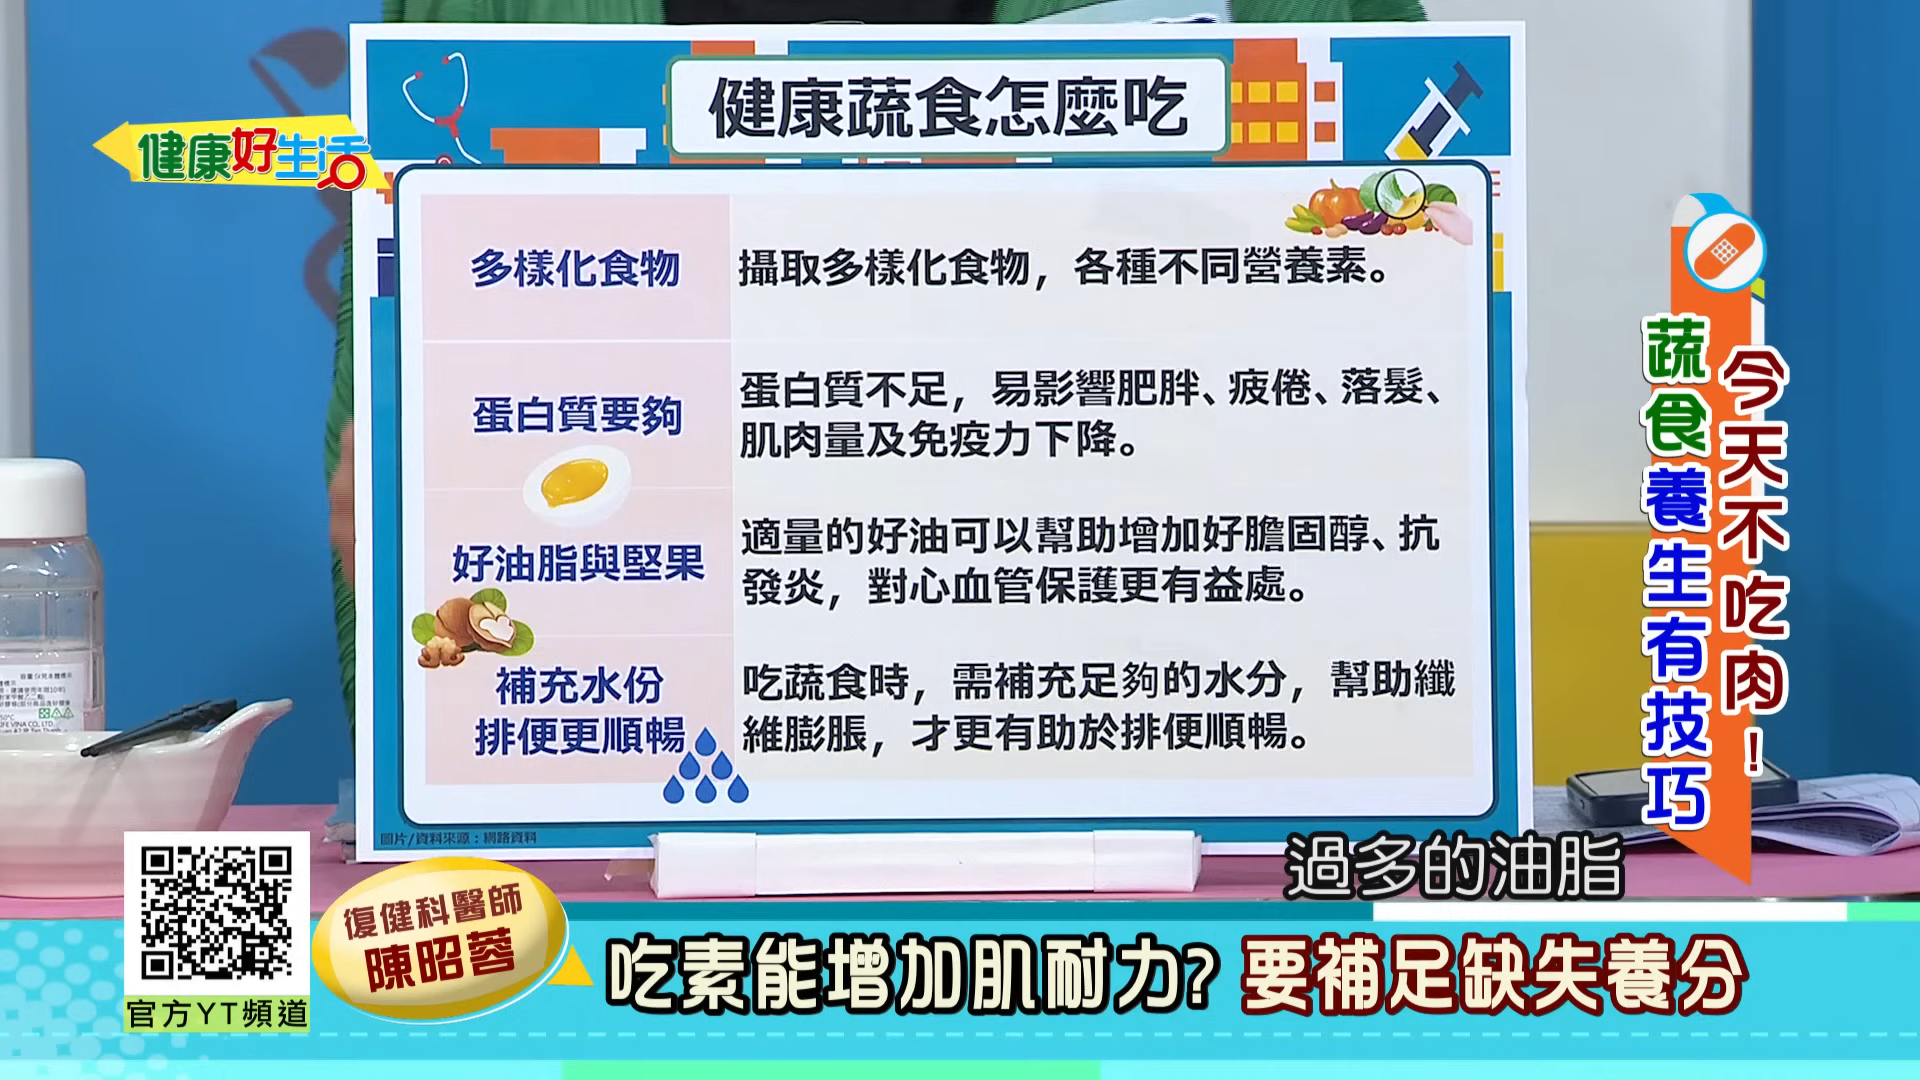 健康好生活
健康蔬食怎麼吃
多樣化食物
攝取多樣化食物，各種不同營養素。
蛋白質要夠
蛋白質不足，易影響肥胖、疲倦、落髮、
肌肉量及免疫力下降。
好油脂與堅果
適量的好油可以幫助增加好膽固醇、抗
發炎，對心血管保護更有益處。
補充水份
排便更順暢
吃蔬食時，需補充足夠的水分，幫助纖
維膨脹，才更有助於排便順暢。
圖片/資料來源：網路資料
今天不吃肉！
蔬食養生有技巧
過多的油脂
官方YT頻道
復健科醫師
陳昭蓉
吃素能增加肌耐力？要補足缺失養分